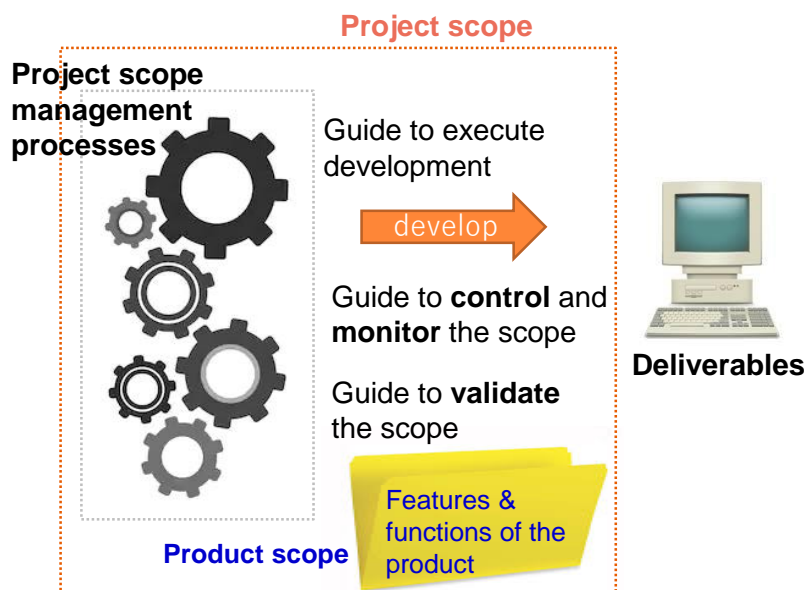 Project scope
Project scope
management
processes
Guide to execute
development
develop
Guide to control and
monitor the scope
Deliverables
Guide to validate
the scope
Features &
functions of the
product
Product scope